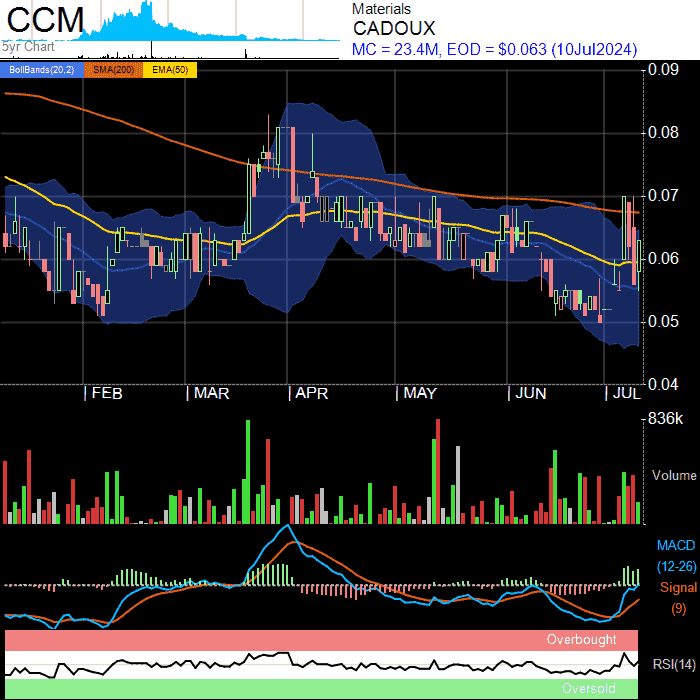 CCM
5yr Chart
Materials
CADOUX
MC = 23.4M, EOD = $0.063 (10Jul2024)
BollBands(20,2) SMA(200) EMA(50)
0.09
0.08
0.07
0.06
0.05
0.04
FEB MAR APR MAY JUN JUL
836k
Volume
MACD
(12-26)
Signal
(9)
Overbought
RSI(14)
Oversold